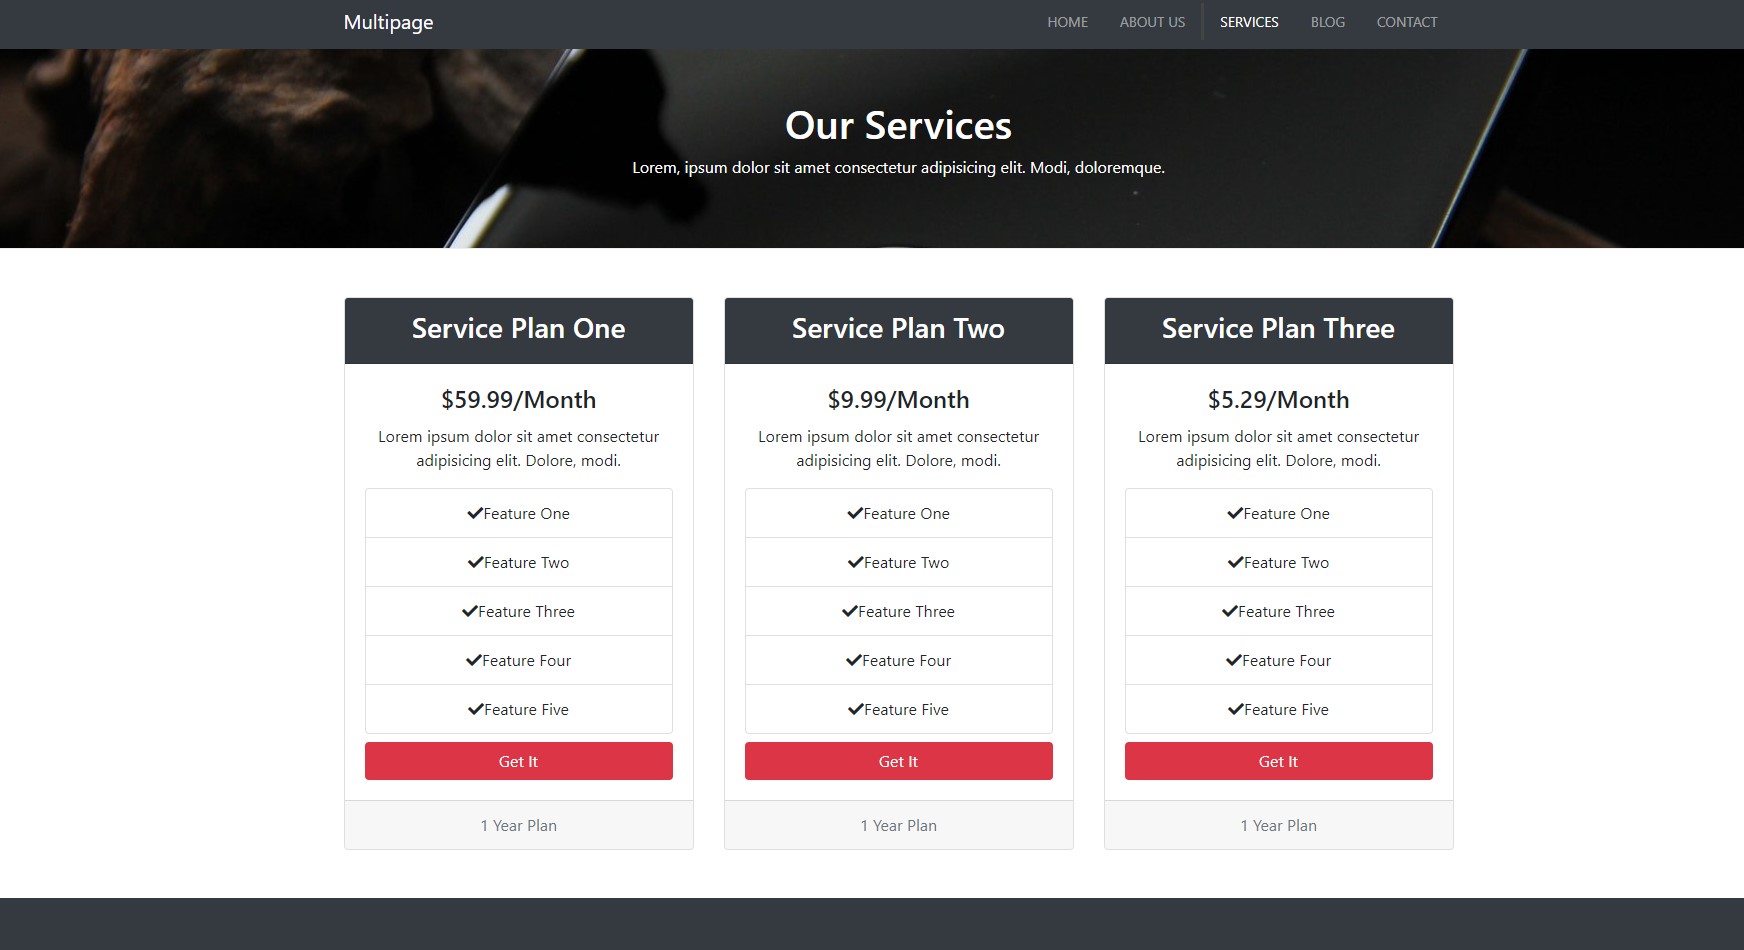 Multipage
HOME ABOUT US SERVICES BLOG CONTACT
Our Services
Lorem, ipsum dolor sit amet consectetur adipisicing elit. Modi, doloremque.
Service Plan One
$59.99/Month
Lorem ipsum dolor sit amet consectetur
adipisicing elit. Dolore, modi.
Feature One
Feature Two
Feature Three
Feature Four
Feature Five
Get It
1 Year Plan
Service Plan Two
$9.99/Month
Lorem ipsum dolor sit amet consectetur
adipisicing elit. Dolore, modi.
Feature One
Feature Two
Feature Three
Feature Four
Feature Five
Get It
1 Year Plan
Service Plan Three
$5.29/Month
Lorem ipsum dolor sit amet consectetur
adipisicing elit. Dolore, modi.
Feature One
Feature Two
Feature Three
Feature Four
Feature Five
Get It
1 Year Plan